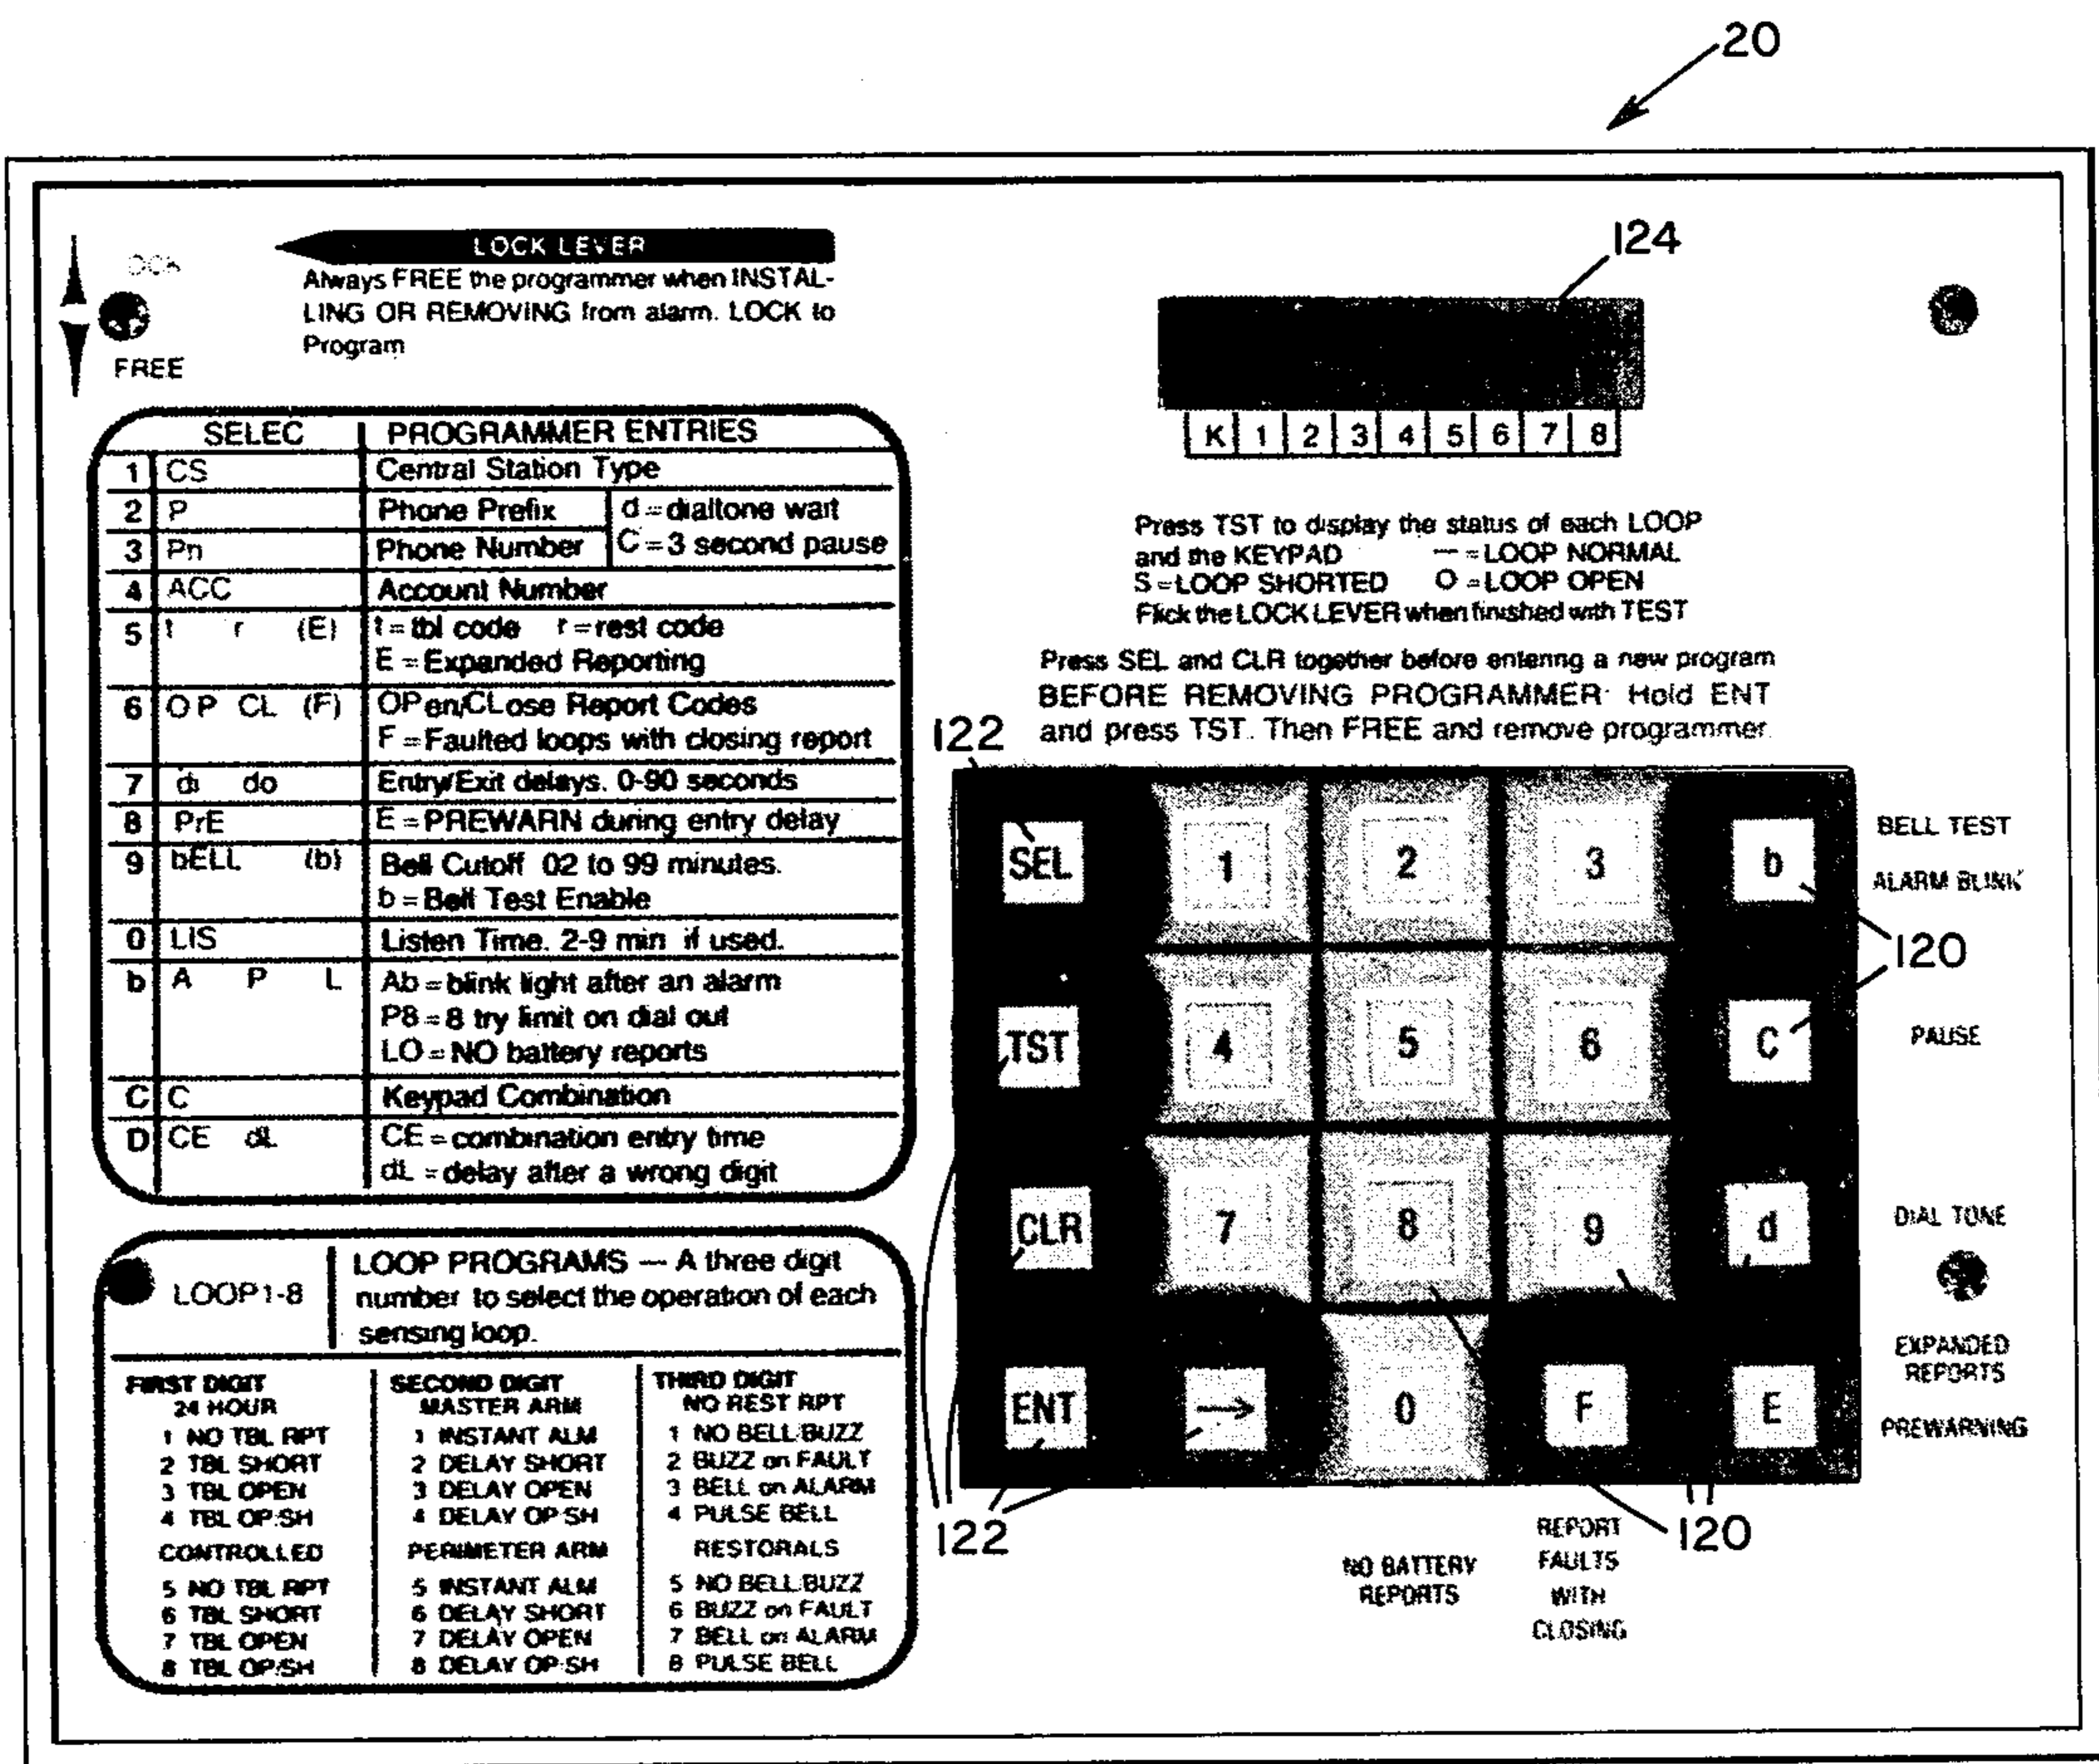 20
LOCK LEVER
Always FREE the programmer when INSTAL-
LING OR REMOVING from alarm. LOCK to
Program
FREE
SELEC PROGRAMMER ENTRIES
1 CS Central Station Type
2 P Phone Prefix d=dialtone wait
3 Pn Phone Number C=3 second pause
4 ACC Account Number
5 t r (E) t=tbl code r=rest code
E=Expanded Reporting
6 OP CL (F) OPen/CLose Report Codes
F=Faulted loops with closing report
7 di do Entry/Exit delays. 0-90 seconds
8 PrE E=PREWARN during entry delay
9 bELL (b) Bell Cutoff 02 to 99 minutes.
b=Bell Test Enable
0 LIS Listen Time. 2-9 min if used.
b A P L Ab=blink light after an alarm
P8=8 try limit on dial out
LO=NO battery reports
C C Keypad Combination
D CE dL CE=combination entry time
dL=delay after a wrong digit
LOOP1-8
LOOP PROGRAMS — A three digit
number to select the operation of each
sensing loop.
FIRST DIGIT
24 HOUR
1 NO TBL RPT
2 TBL SHORT
3 TBL OPEN
4 TBL OP/SH
CONTROLLED
5 NO TBL RPT
6 TBL SHORT
7 TBL OPEN
8 TBL OP/SH
SECOND DIGIT
MASTER ARM
1 INSTANT ALM
2 DELAY SHORT
3 DELAY OPEN
4 DELAY OP/SH
PERIMETER ARM
5 INSTANT ALM
6 DELAY SHORT
7 DELAY OPEN
8 DELAY OP/SH
THIRD DIGIT
NO REST RPT
1 NO BELL/BUZZ
2 BUZZ on FAULT
3 BELL on ALARM
4 PULSE BELL
RESTORALS
5 NO BELL/BUZZ
6 BUZZ on FAULT
7 BELL on ALARM
8 PULSE BELL
124
K 1 2 3 4 5 6 7 8
Press TST to display the status of each LOOP
and the KEYPAD — =LOOP NORMAL
S=LOOP SHORTED O =LOOP OPEN
Flick the LOCK LEVER when finished with TEST
Press SEL and CLR together before entering a new program
BEFORE REMOVING PROGRAMMER: Hold ENT
and press TST. Then FREE and remove programmer.
122
SEL 1 2 3 b
BELL TEST
ALARM BLINK
120
TST 4 5 6 C
PAUSE
CLR 7 8 9 d
DIAL TONE
ENT → 0 F E
EXPANDED
REPORTS
PREWARNING
122
120
NO BATTERY
REPORTS
REPORT
FAULTS
WITH
CLOSING